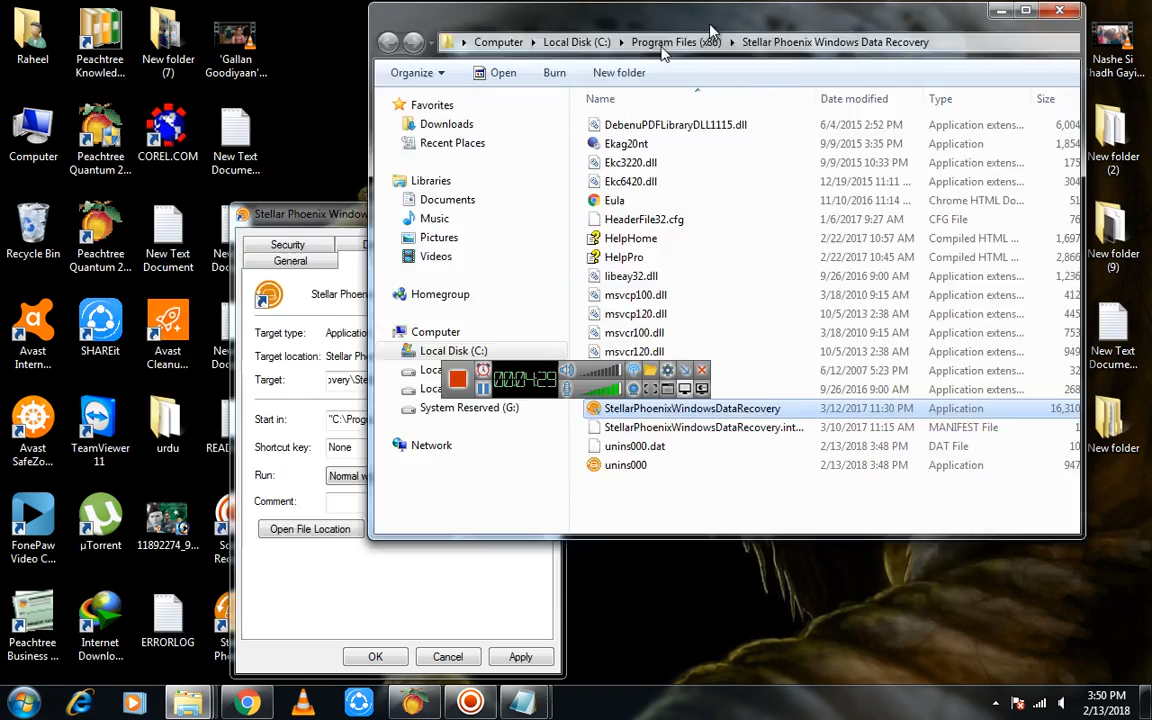 Raheel
Peachtree
Knowled...
New folder
(7)
'Gallan
Goodiyaan'...
Computer
Peachtree
Quantum 2...
COREL.COM
New Text
Docume...
Recycle Bin
Peachtree
Quantum 2...
New Text
Document
Avast
Intern...
SHAREit
Avast
Cleanu...
Avast
SafeZo...
TeamViewer
11
urdu
FonePaw
Video C...
µTorrent
11892274_9...
Peachtree
Business ...
Internet
Downlo...
ERRORLOG
Computer
Local Disk (C:)
Program Files (x86)
Stellar Phoenix Windows Data Recovery
Organize
Open
Burn
New folder
Favorites
Downloads
Recent Places
Libraries
Documents
Music
Pictures
Videos
Homegroup
Computer
Local Disk (C:)
System Reserved (G:)
Network
Name Date modified Type Size
DebenuPDFLibraryDLL1115.dll 6/4/2015 2:52 PM Application extens... 6,004
Ekag20nt 9/9/2015 3:35 PM Application 1,854
Ekc3220.dll 9/9/2015 10:33 PM Application extens... 175
Ekc6420.dll 12/19/2015 11:11 ... Application extens... 304
Eula 11/10/2016 11:14 ... Chrome HTML Do...
HeaderFile32.cfg 1/6/2017 9:27 AM CFG File 76
HelpHome 2/22/2017 10:57 AM Compiled HTML ... 1,697
HelpPro 2/22/2017 10:45 AM Compiled HTML ... 2,866
libeay32.dll 9/26/2016 9:00 AM Application extens... 1,236
msvcp100.dll 3/18/2010 9:15 AM Application extens... 412
msvcp120.dll 10/5/2013 2:38 AM Application extens... 445
msvcr100.dll 3/18/2010 9:15 AM Application extens... 753
msvcr120.dll 10/5/2013 2:38 AM Application extens... 949
6/12/2007 5:23 PM Application extens... 132
9/26/2016 9:00 AM Application extens... 268
StellarPhoenixWindowsDataRecovery 3/12/2017 11:30 PM Application 16,310
StellarPhoenixWindowsDataRecovery.int... 3/10/2017 11:15 AM MANIFEST File 1
unins000.dat 2/13/2018 3:48 PM DAT File 10
unins000 2/13/2018 3:48 PM Application 947
00:04:29
Stellar Phoenix Window
Security
General
Stellar Phoen
Target type: Applicatio
Target location: Stellar Ph
Target: overy\Ste
Start in: "C:\Prog
Shortcut key: None
Run: Normal w
Comment:
Open File Location
OK
Cancel
Apply
Nashe Si
Chadh Gayi...
New folder
(2)
New folder
(9)
New Text
Docume...
New folder
3:50 PM
2/13/2018